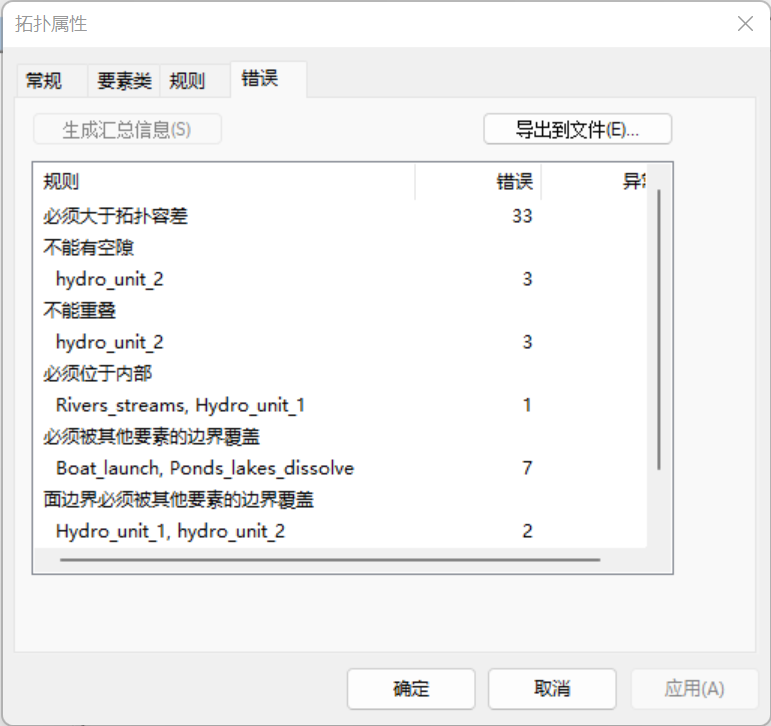 拓扑属性
常规 要素类 规则 错误
生成汇总信息(S) 导出到文件(E)...
规则 错误
必须大于拓扑容差 33
不能有空隙
hydro_unit_2 3
不能重叠
hydro_unit_2 3
必须位于内部
Rivers_streams, Hydro_unit_1 1
必须被其他要素的边界覆盖
Boat_launch, Ponds_lakes_dissolve 7
面边界必须被其他要素的边界覆盖
Hydro_unit_1, hydro_unit_2 2
确定 取消 应用(A)